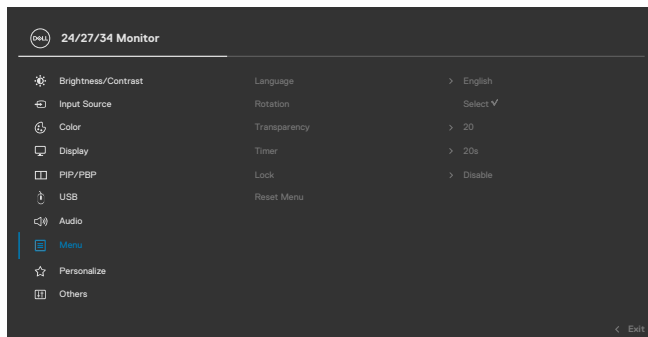 DELL 24/27/34 Monitor
Brightness/Contrast Language > English
Input Source Rotation Select ✓
Color Transparency > 20
Display Timer > 20s
PIP/PBP Lock > Disable
USB Reset Menu
Audio
Menu
Personalize
Others
< Exit